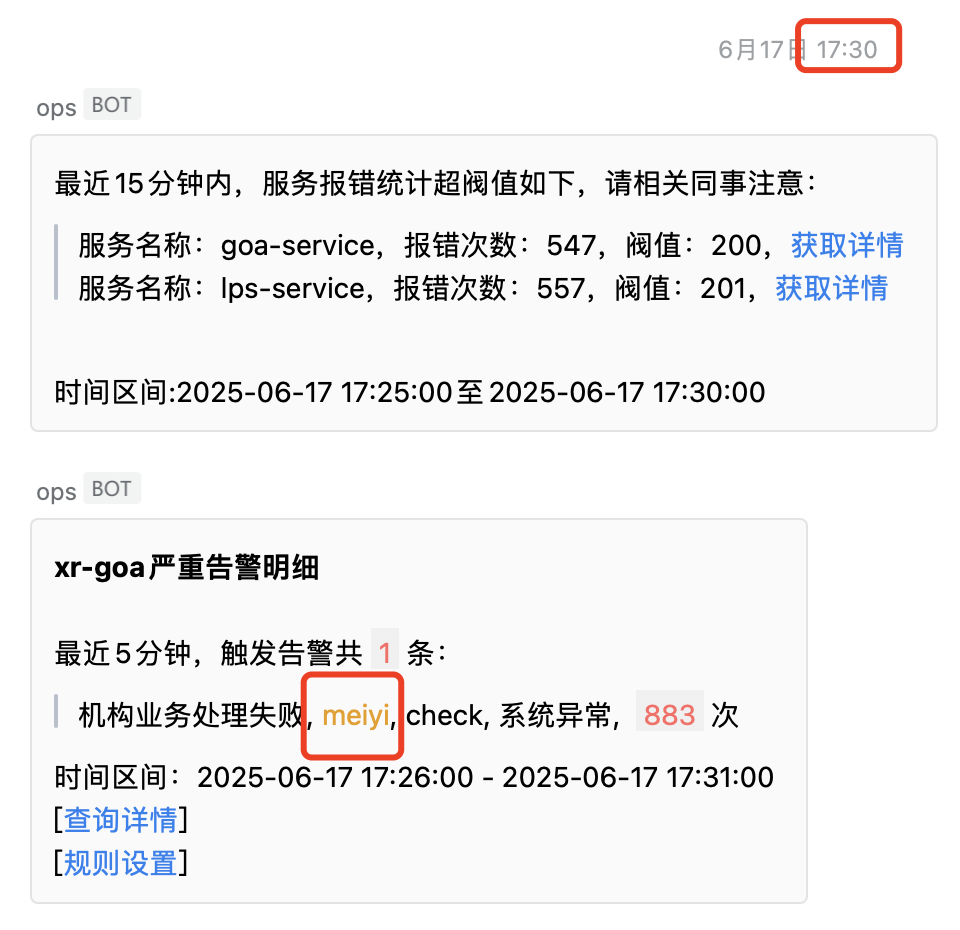 6月17日 17:30
ops BOT
最近15分钟内，服务报错统计超阀值如下，请相关同事注意：
服务名称：goa-service，报错次数：547，阀值：200，获取详情
服务名称：lps-service，报错次数：557，阀值：201，获取详情
时间区间:2025-06-17 17:25:00至2025-06-17 17:30:00
ops BOT
xr-goa严重告警明细
最近5分钟，触发告警共 1 条：
机构业务处理失败, meiyi, check, 系统异常, 883 次
时间区间：2025-06-17 17:26:00 - 2025-06-17 17:31:00
[查询详情]
[规则设置]